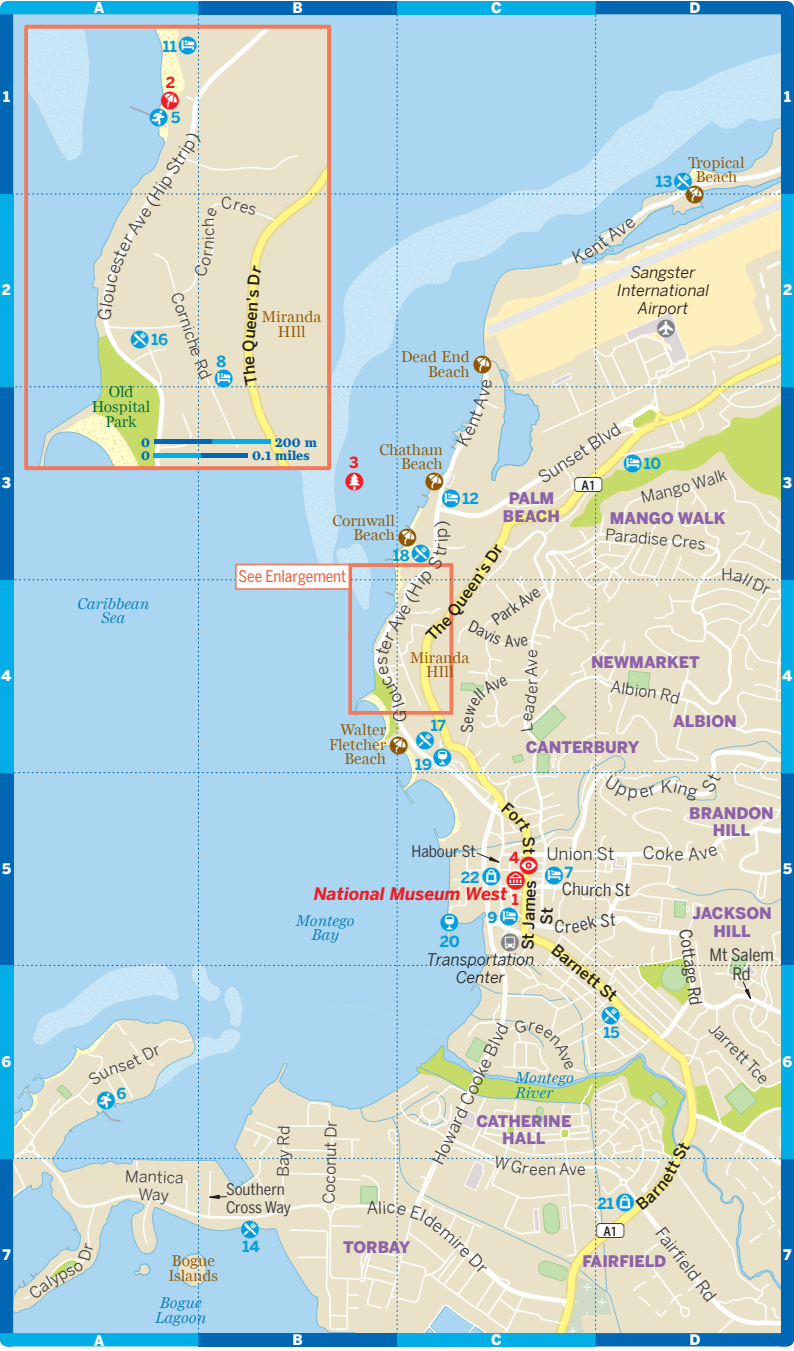 A
B
C
D
1
2
3
4
5
6
7
1
2
3
4
5
6
7
A
B
C
D
11
2
5
Gloucester Ave (Hip Strip)
Corniche Cres
Corniche Rd
The Queen's Dr
Miranda
HIll
16
8
Old
Hospital
Park
0 200 m
0 0.1 miles
Tropical
Beach
13
Kent Ave
Sangster
International
Airport
Dead End
Beach
Kent Ave
Chatham
Beach
3
12
Sunset Blvd
A1
10
PALM
BEACH
Mango Walk
MANGO WALK
Paradise Cres
Cornwall
Beach
18
See Enlargement
Gloucester Ave (Hip Strip)
The Queen's Dr
Hall Dr
Caribbean
Sea
Park Ave
Davis Ave
Miranda
HIll
Sewell Ave
Leader Ave
NEWMARKET
Albion Rd
ALBION
Walter
Fletcher
Beach
17
19
CANTERBURY
Upper King St
BRANDON
HILL
Fort St
Habour St
4
Union St
Coke Ave
22
7
National Museum West
1
Church St
St James
St
9
Creek St
JACKSON
HILL
Montego
Bay
20
Transportation
Center
Barnett St
Cottage Rd
Mt Salem
Rd
15
Green Ave
Jarrett Tce
Sunset Dr
6
Howard Cooke Blvd
Montego
River
CATHERINE
HALL
Bay Rd
Coconut Dr
W Green Ave
Barnett St
Mantica
Way
Southern
Cross Way
21
Alice Eldemire Dr
A1
14
TORBAY
FAIRFIELD
Fairfield Rd
Calypso Dr
Bogue
Islands
Bogue
Lagoon